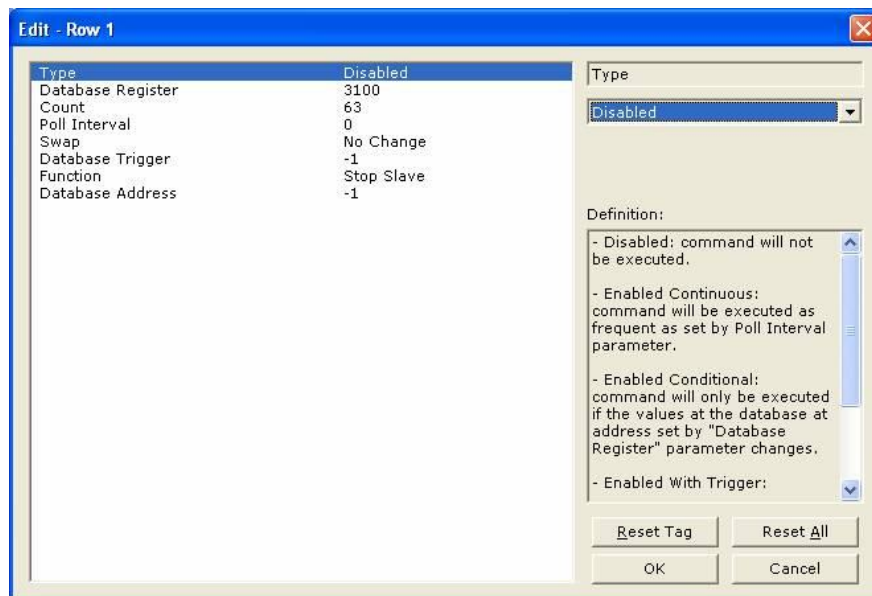 Edit - Row 1
Type Disabled
Database Register 3100
Count 63
Poll Interval 0
Swap No Change
Database Trigger -1
Function Stop Slave
Database Address -1
Type
Disabled
Definition:
- Disabled: command will not
be executed.
- Enabled Continuous:
command will be executed as
frequent as set by Poll Interval
parameter.
- Enabled Conditional:
command will only be executed
if the values at the database at
address set by "Database
Register" parameter changes.
- Enabled With Trigger:
Reset Tag Reset All
OK Cancel